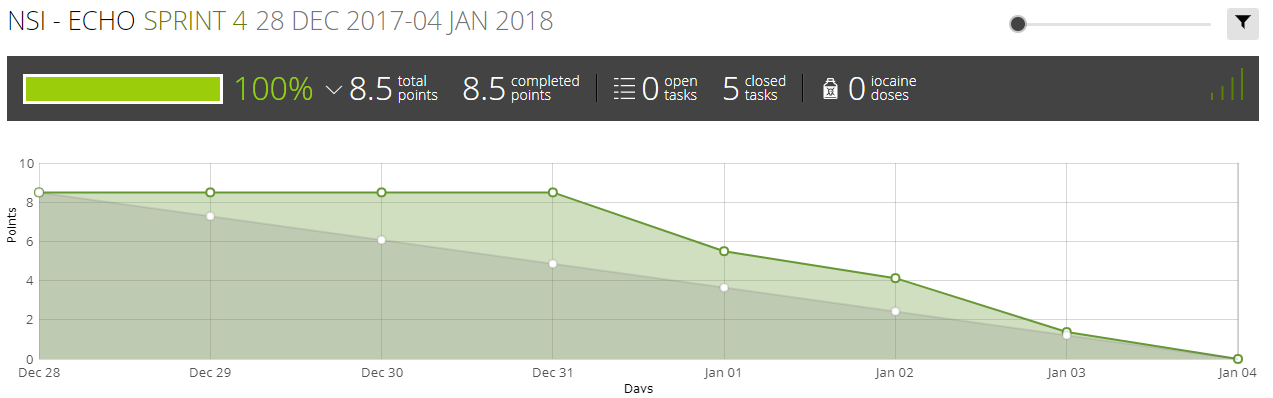 NSI - ECHO SPRINT 4 28 DEC 2017-04 JAN 2018
100% 8.5 total points 8.5 completed points 0 open tasks 5 closed tasks 0 iocaine doses
10
8
6
4
2
0
Points
Dec 28 Dec 29 Dec 30 Dec 31 Jan 01 Jan 02 Jan 03 Jan 04
Days